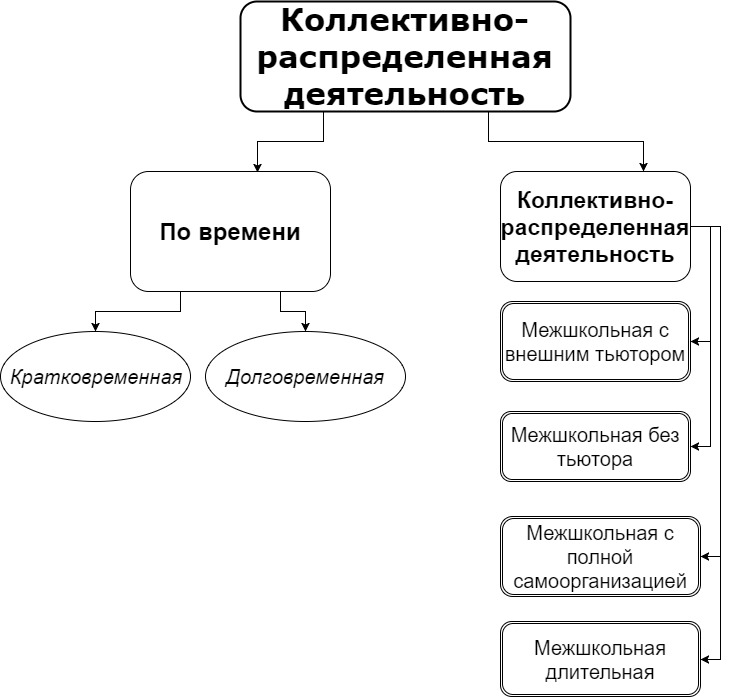 Коллективно-
распределенная
деятельность
По времени
Коллективно-
распределенная
деятельность
Кратковременная
Долговременная
Межшкольная с
внешним тьютором
Межшкольная без
тьютора
Межшкольная с
полной
самоорганизацией
Межшкольная
длительная